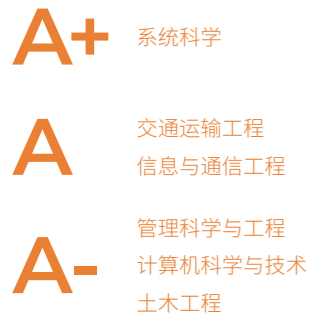 A+
系统科学
A
交通运输工程
信息与通信工程
A-
管理科学与工程
计算机科学与技术
土木工程